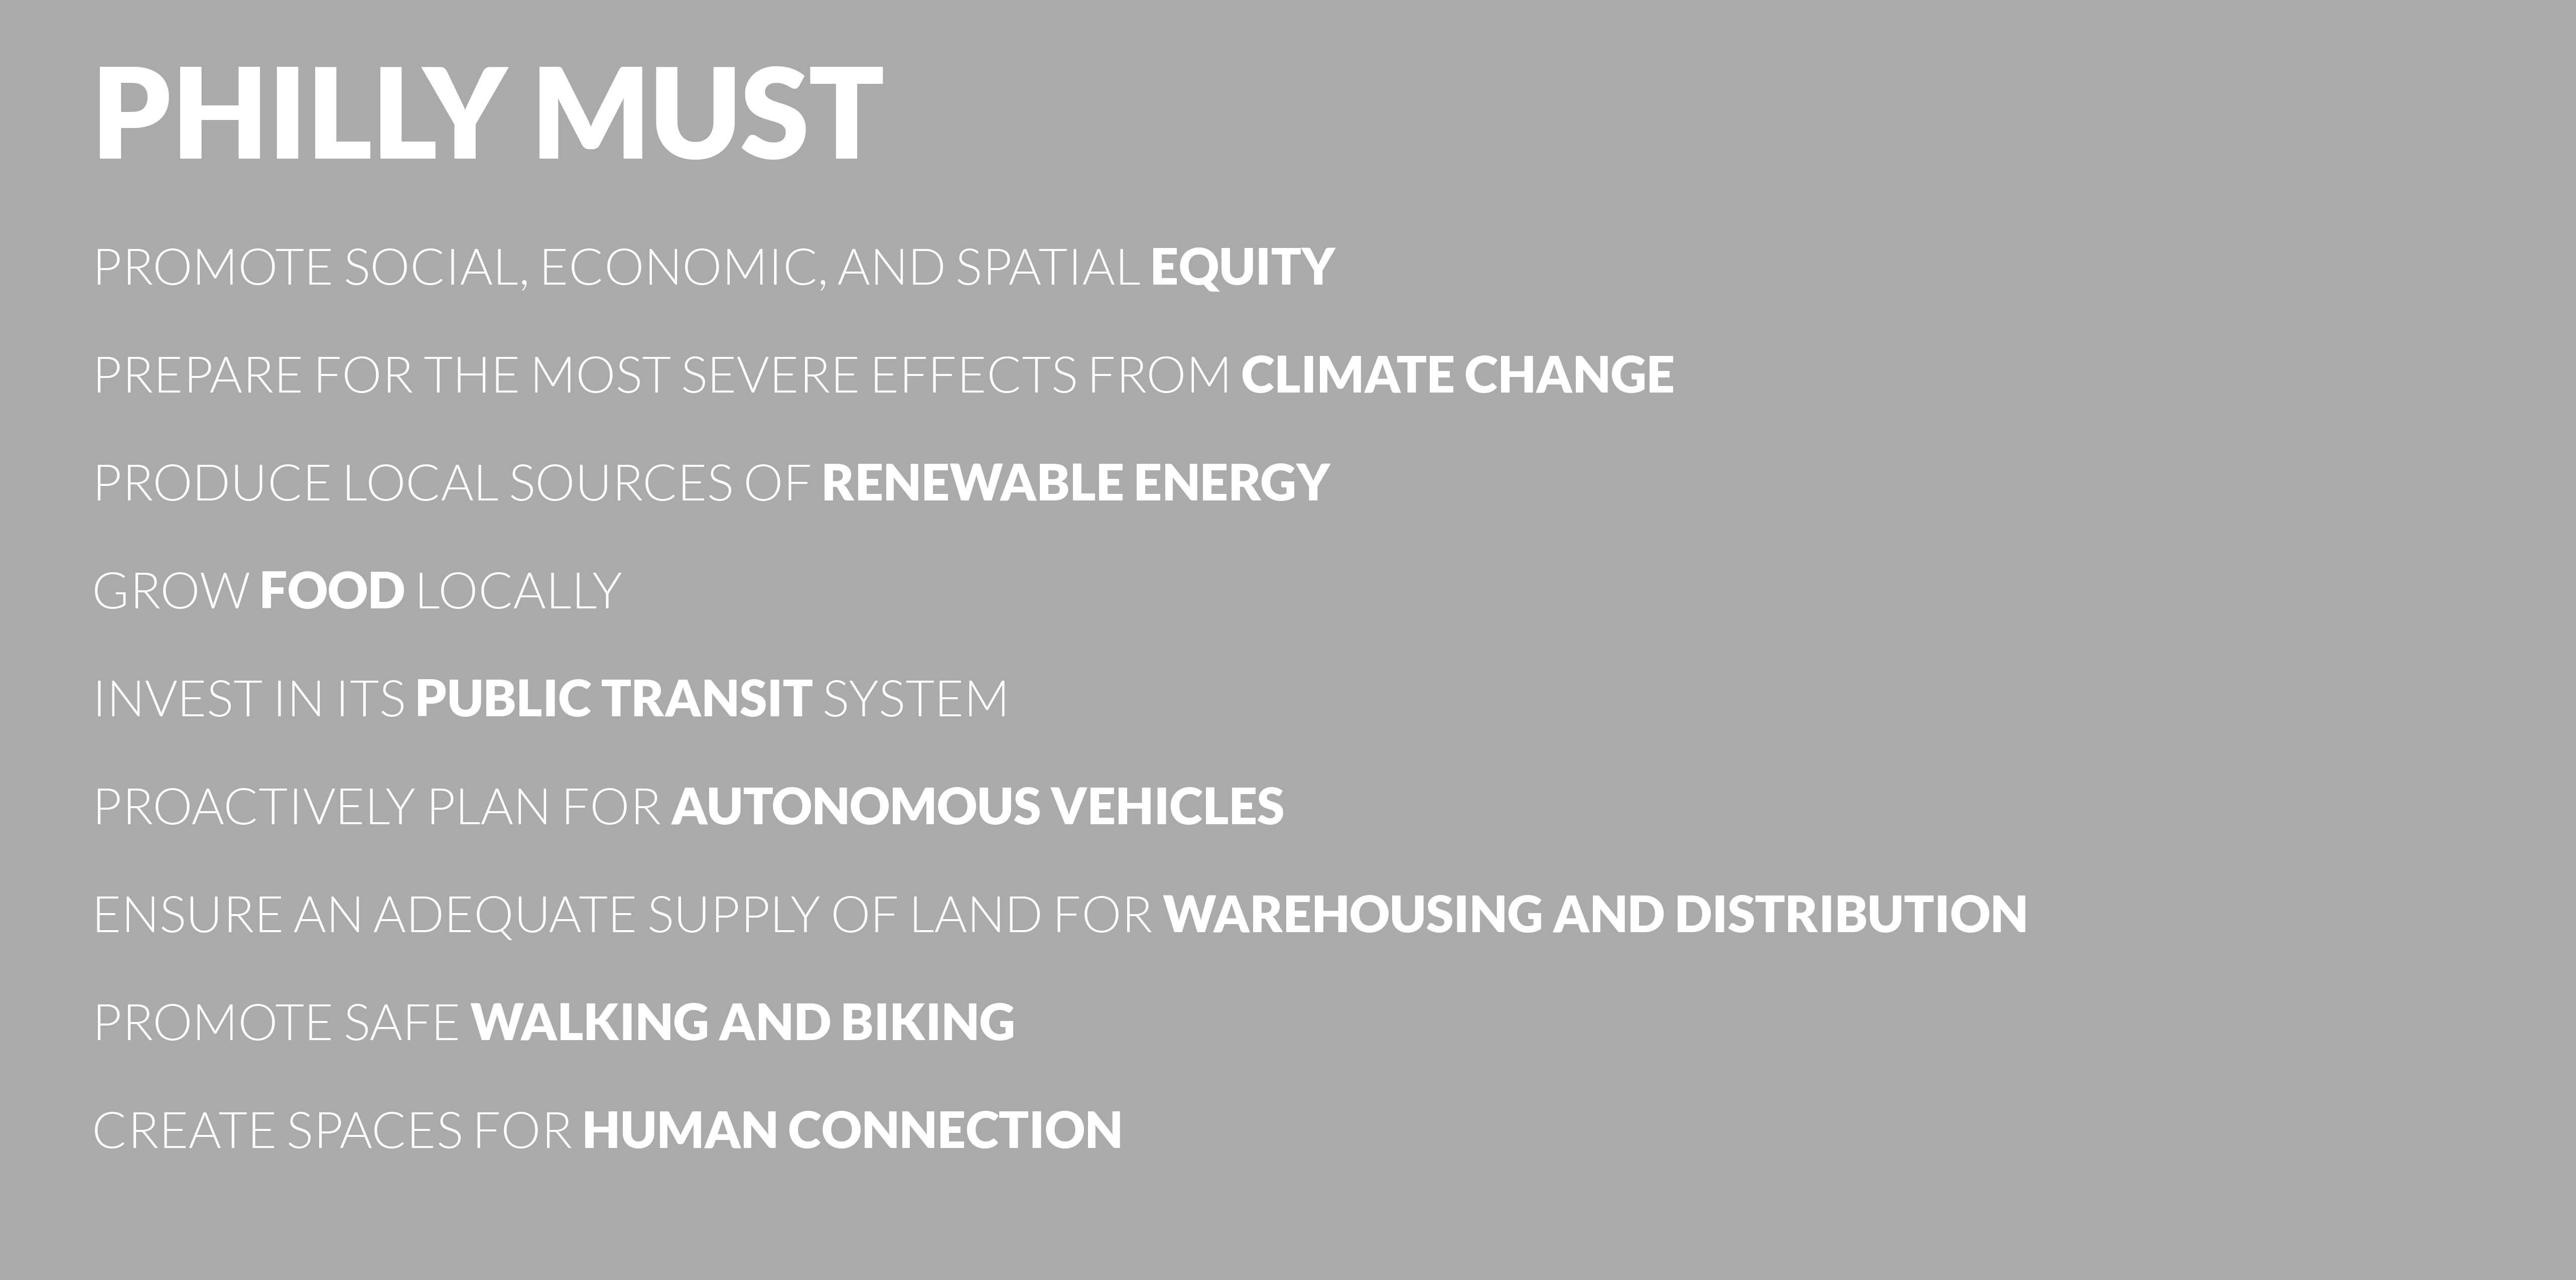 PHILLY MUST
PROMOTE SOCIAL, ECONOMIC, AND SPATIAL EQUITY
PREPARE FOR THE MOST SEVERE EFFECTS FROM CLIMATE CHANGE
PRODUCE LOCAL SOURCES OF RENEWABLE ENERGY
GROW FOOD LOCALLY
INVEST IN ITS PUBLIC TRANSIT SYSTEM
PROACTIVELY PLAN FOR AUTONOMOUS VEHICLES
ENSURE AN ADEQUATE SUPPLY OF LAND FOR WAREHOUSING AND DISTRIBUTION
PROMOTE SAFE WALKING AND BIKING
CREATE SPACES FOR HUMAN CONNECTION